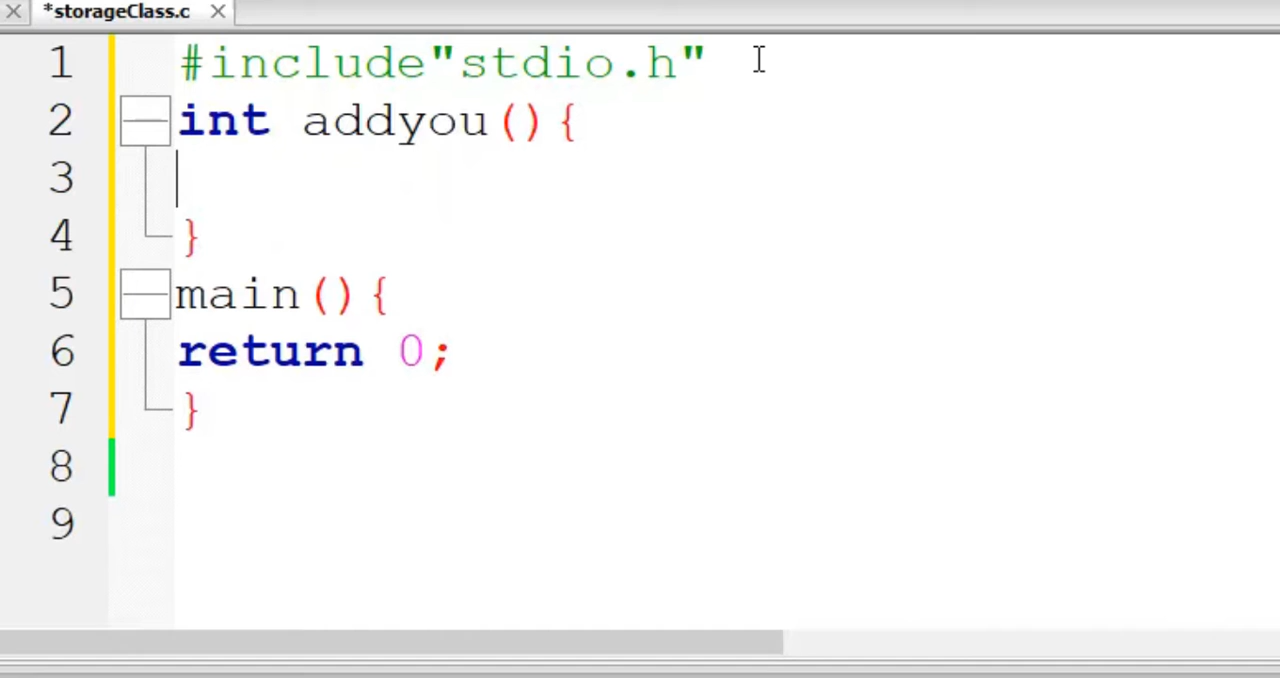 *storageClass.c
1 #include"stdio.h"
2 int addyou(){
3
4 }
5 main(){
6 return 0;
7 }
8
9